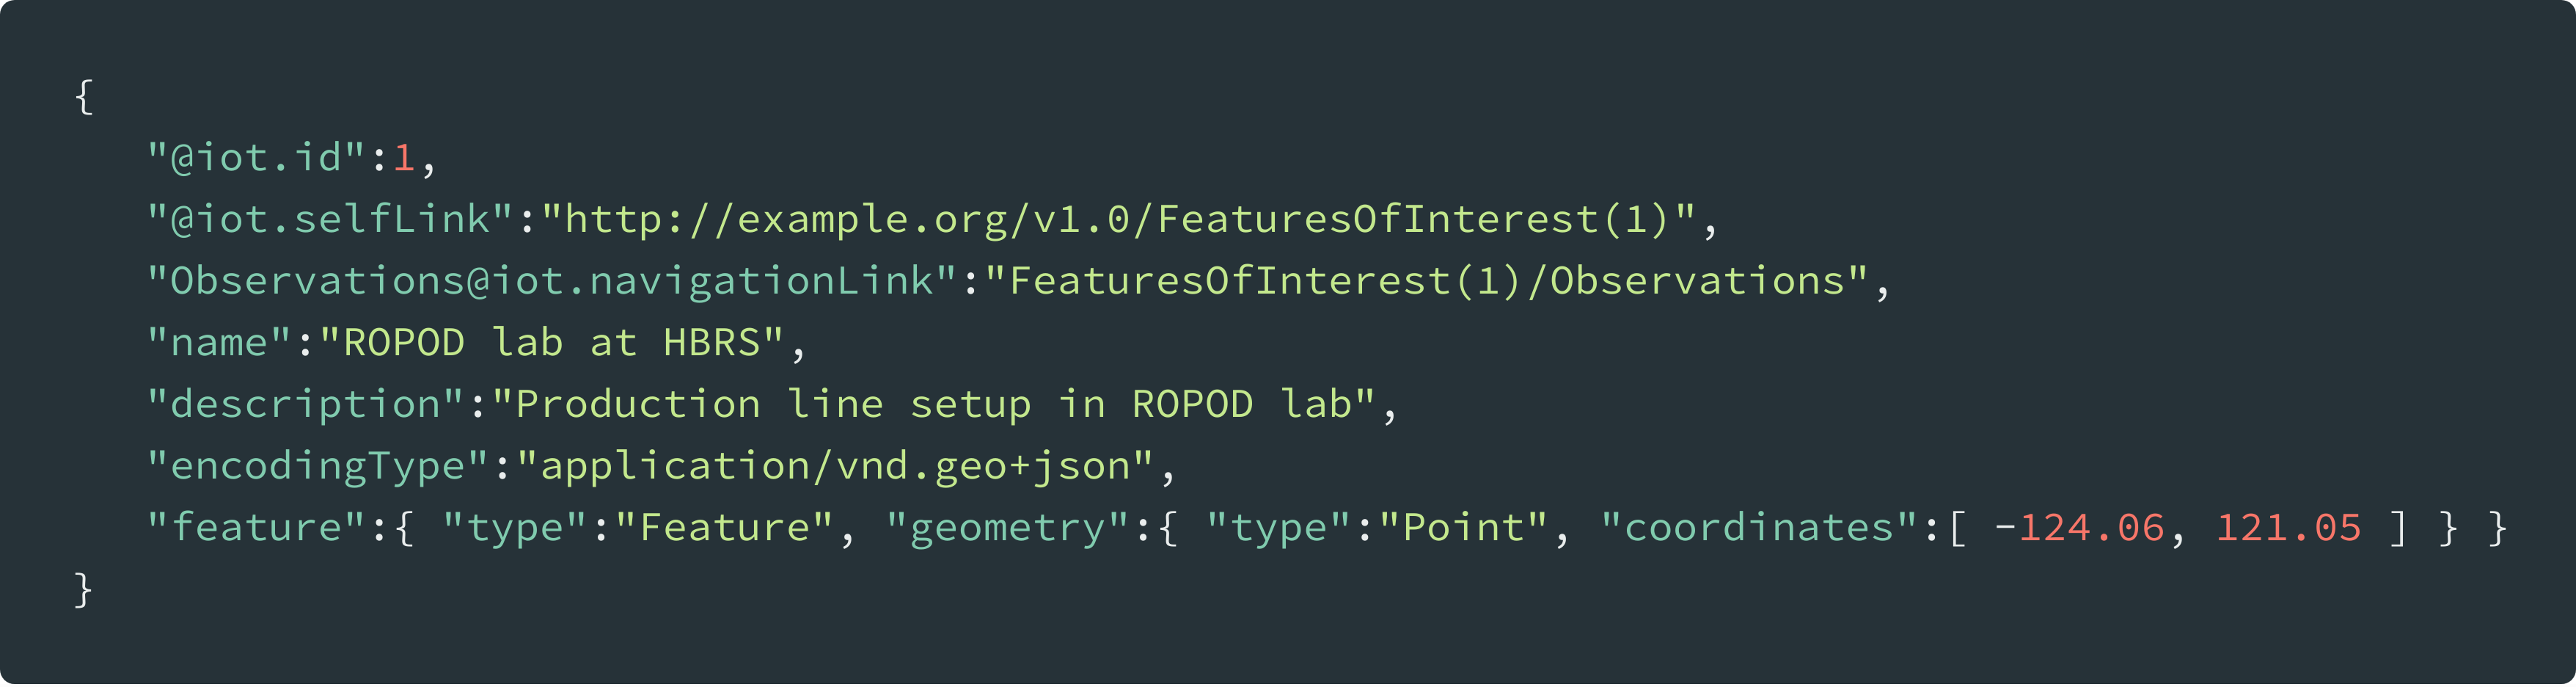 {
"@iot.id":1,
"@iot.selfLink":"http://example.org/v1.0/FeaturesOfInterest(1)",
"Observations@iot.navigationLink":"FeaturesOfInterest(1)/Observations",
"name":"ROPOD lab at HBRS",
"description":"Production line setup in ROPOD lab",
"encodingType":"application/vnd.geo+json",
"feature":{ "type":"Feature", "geometry":{ "type":"Point", "coordinates":[ -124.06, 121.05 ] } }
}